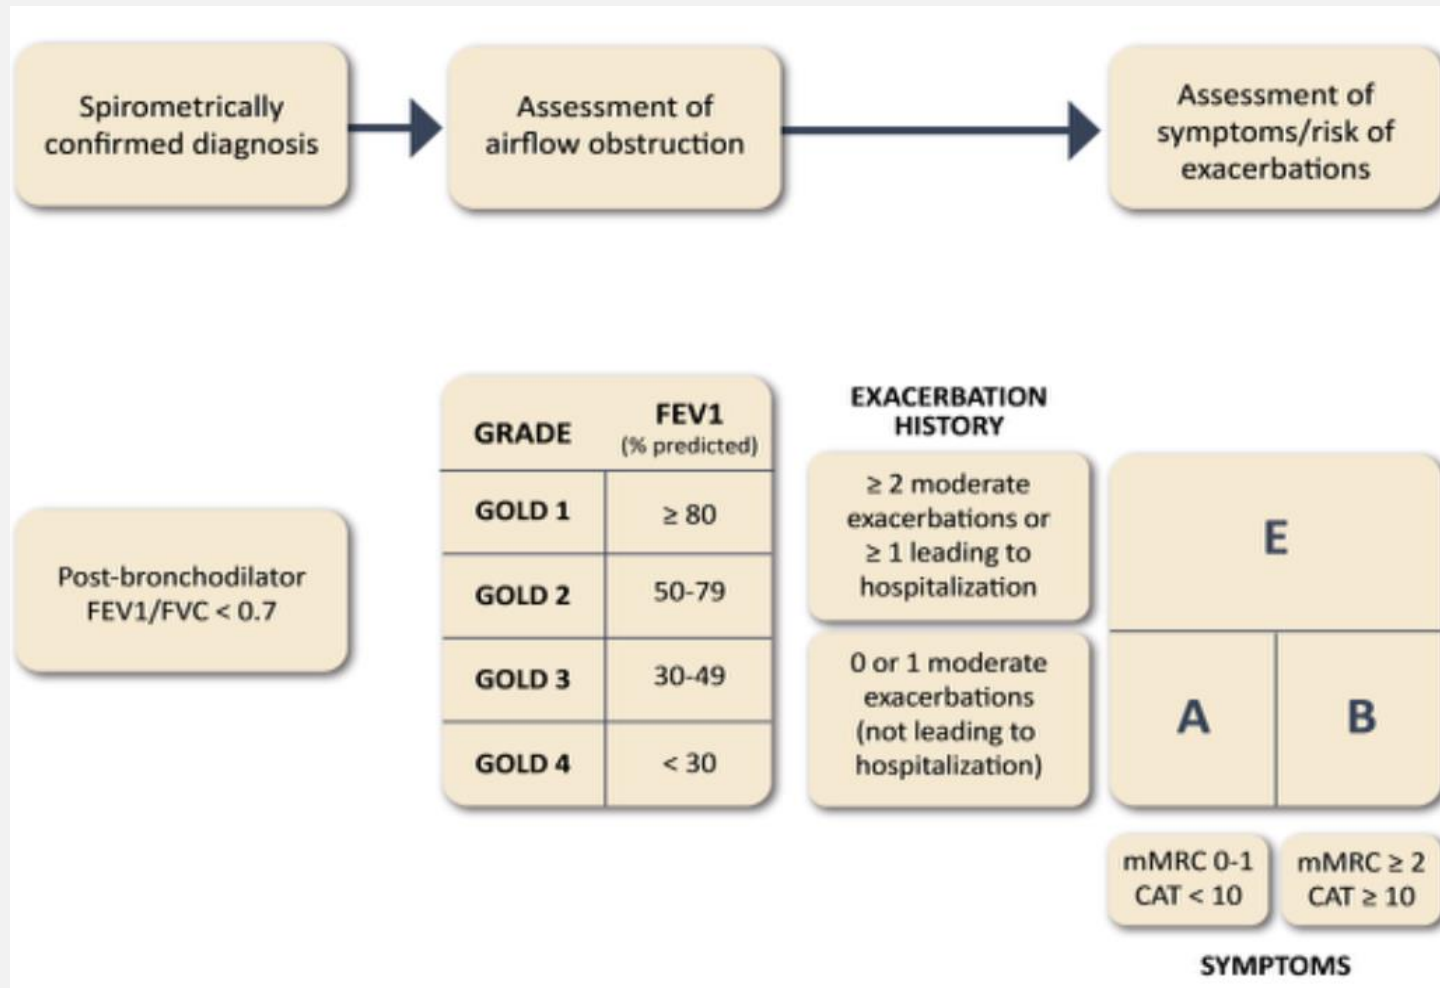 Spirometrically
confirmed diagnosis
Assessment of
airflow obstruction
Assessment of
symptoms/risk of
exacerbations
Post-bronchodilator
FEV1/FVC < 0.7
GRADE
FEV1
(% predicted)
GOLD 1
≥ 80
GOLD 2
50-79
GOLD 3
30-49
GOLD 4
< 30
EXACERBATION
HISTORY
≥ 2 moderate
exacerbations or
≥ 1 leading to
hospitalization
0 or 1 moderate
exacerbations
(not leading to
hospitalization)
E
A
B
mMRC 0-1
CAT < 10
mMRC ≥ 2
CAT ≥ 10
SYMPTOMS